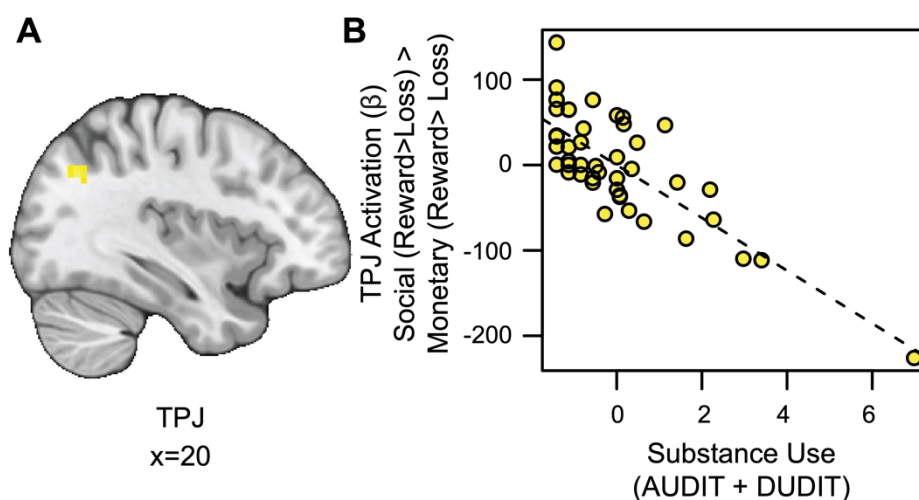 A
TPJ
x=20
B
TPJ Activation (β)
Social (Reward>Loss) >
Monetary (Reward> Loss)
100
0
-100
-200
0
2
4
6
Substance Use
(AUDIT + DUDIT)